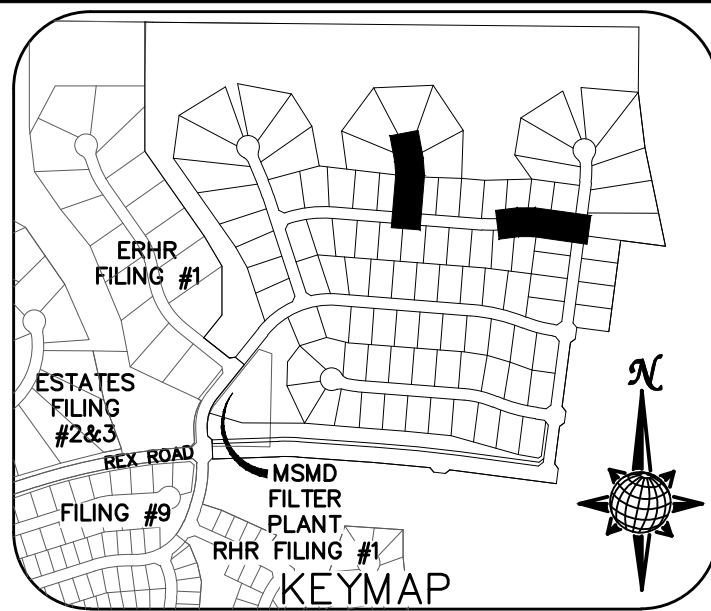 ERHR
FILING #1
ESTATES
FILING
#2&3
REX ROAD
FILING #9
MSMD
FILTER
PLANT
RHR FILING #1
N
KEYMAP